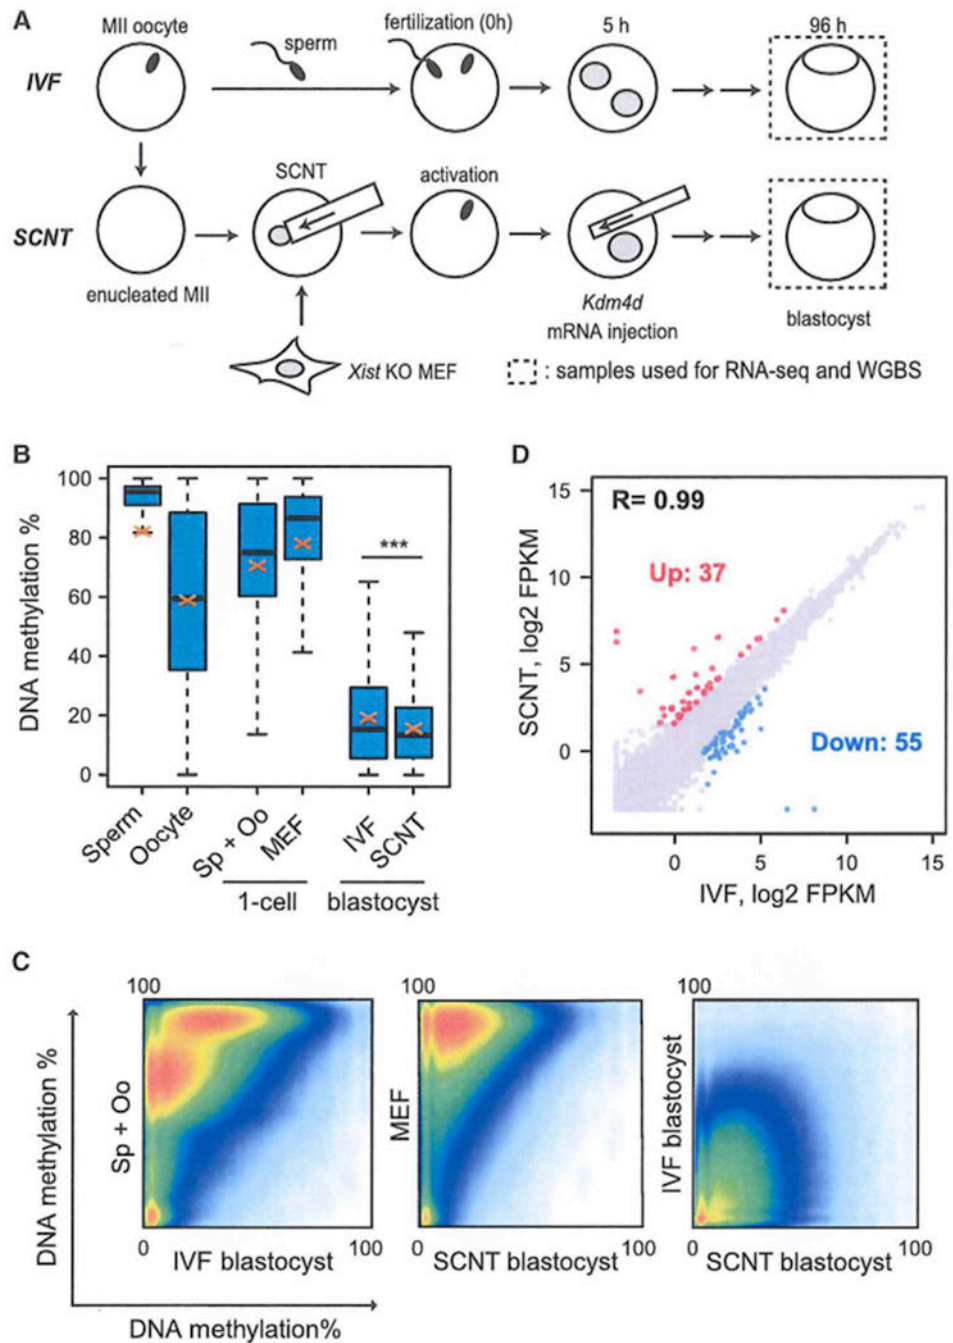 A
MII oocyte
sperm
fertilization (0h)
5 h
96 h
IVF
SCNT
activation
SCNT
enucleated MII
Kdm4d
mRNA injection
blastocyst
Xist KO MEF
: samples used for RNA-seq and WGBS
B
DNA methylation %
100
80
60
40
20
0
***
Sperm
Oocyte
Sp + Oo
MEF
IVF
SCNT
1-cell
blastocyst
D
SCNT, log2 FPKM
15
10
5
0
R= 0.99
Up: 37
Down: 55
0
5
10
15
IVF, log2 FPKM
C
DNA methylation %
100
Sp + Oo
0
100
IVF blastocyst
100
MEF
0
100
SCNT blastocyst
100
IVF blastocyst
0
100
SCNT blastocyst
DNA methylation%